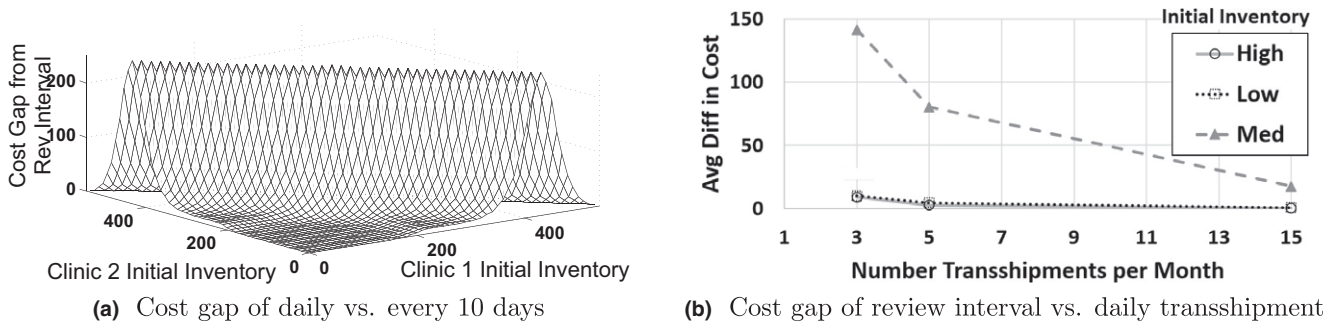 Cost Gap from
Rev Interval
200
100
0
400
200
0
0
200
400
Clinic 2 Initial Inventory
Clinic 1 Initial Inventory
(a) Cost gap of daily vs. every 10 days
Initial Inventory
High
Low
Med
Avg Diff in Cost
150
100
50
0
1 3 5 7 9 11 13 15
Number Transshipments per Month
(b) Cost gap of review interval vs. daily transshipment